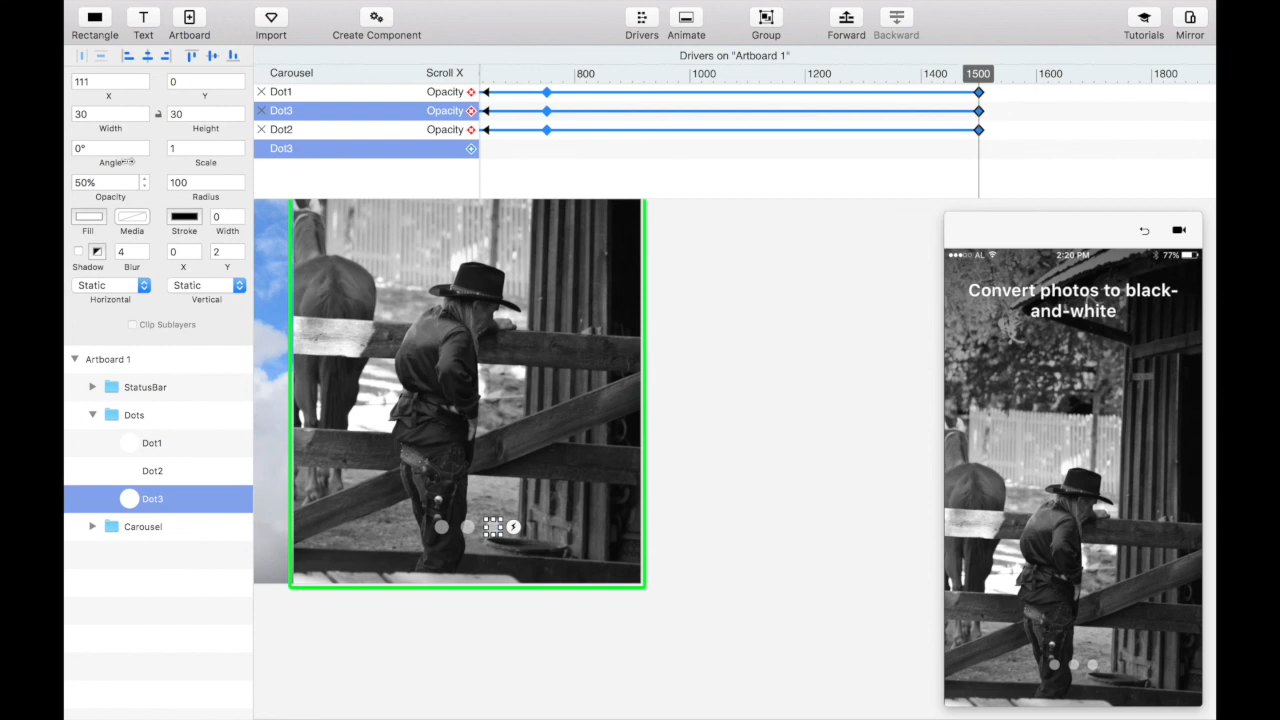 Rectangle Text Artboard Import Create Component Drivers Animate Group Forward Backward Tutorials Mirror
Drivers on "Artboard 1"
Carousel Scroll X 800 1000 1200 1400 1500 1600 1800
111 0
X Y
Dot1 Opacity
30 30
Width Height
Dot3 Opacity
Dot2 Opacity
0° 1
Angle Scale
Dot3
50% 100
Opacity Radius
0
Fill Media Stroke Width
4 0 2
Shadow Blur X Y
Static Static
Horizontal Vertical
Clip Sublayers
Artboard 1
StatusBar
Dots
Dot1
Dot2
Dot3
Carousel
AL 2:20 PM 77%
Convert photos to black-
and-white